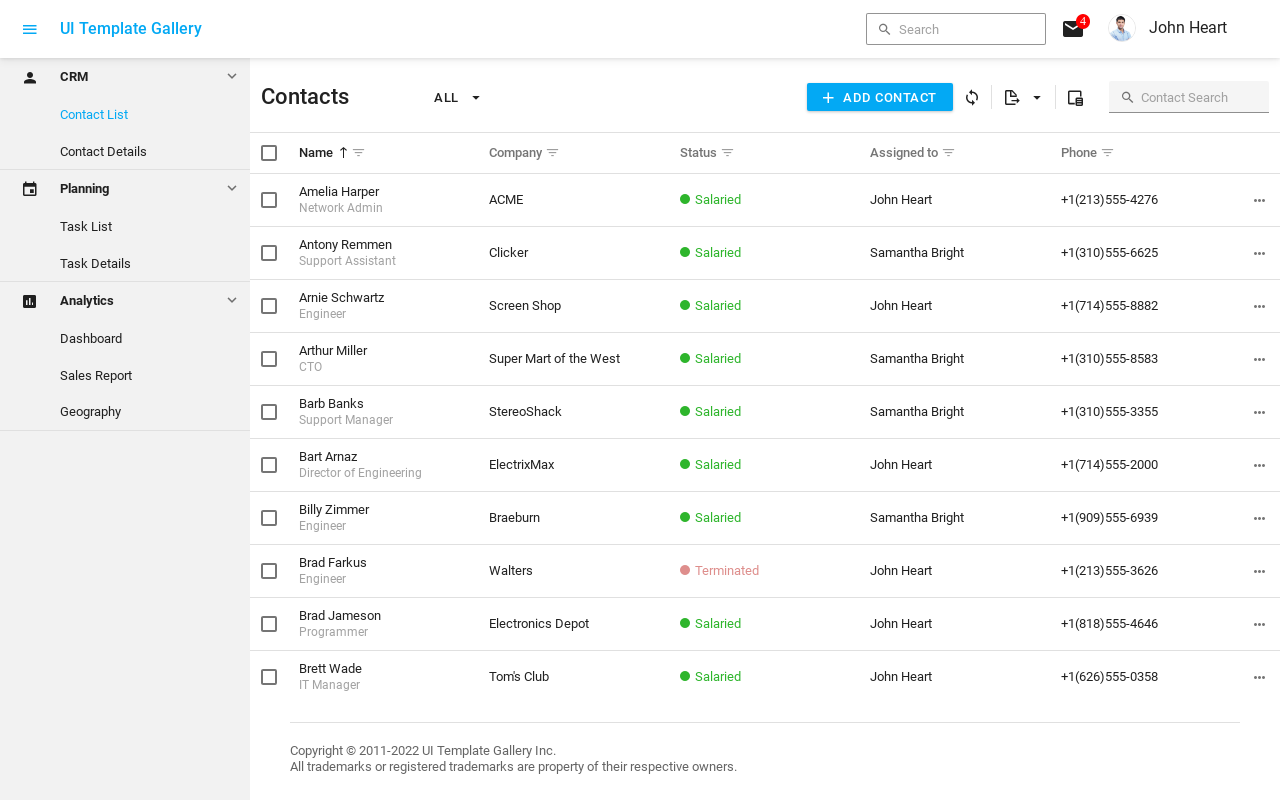 UI Template Gallery
Search
4
John Heart
CRM
Contact List
Contact Details
Planning
Task List
Task Details
Analytics
Dashboard
Sales Report
Geography
Contacts
ALL
ADD CONTACT
Contact Search
Name Company Status Assigned to Phone
Amelia Harper
Network Admin
ACME Salaried John Heart +1(213)555-4276
Antony Remmen
Support Assistant
Clicker Salaried Samantha Bright +1(310)555-6625
Arnie Schwartz
Engineer
Screen Shop Salaried John Heart +1(714)555-8882
Arthur Miller
CTO
Super Mart of the West Salaried Samantha Bright +1(310)555-8583
Barb Banks
Support Manager
StereoShack Salaried Samantha Bright +1(310)555-3355
Bart Arnaz
Director of Engineering
ElectrixMax Salaried John Heart +1(714)555-2000
Billy Zimmer
Engineer
Braeburn Salaried Samantha Bright +1(909)555-6939
Brad Farkus
Engineer
Walters Terminated John Heart +1(213)555-3626
Brad Jameson
Programmer
Electronics Depot Salaried John Heart +1(818)555-4646
Brett Wade
IT Manager
Tom's Club Salaried John Heart +1(626)555-0358
Copyright © 2011-2022 UI Template Gallery Inc.
All trademarks or registered trademarks are property of their respective owners.